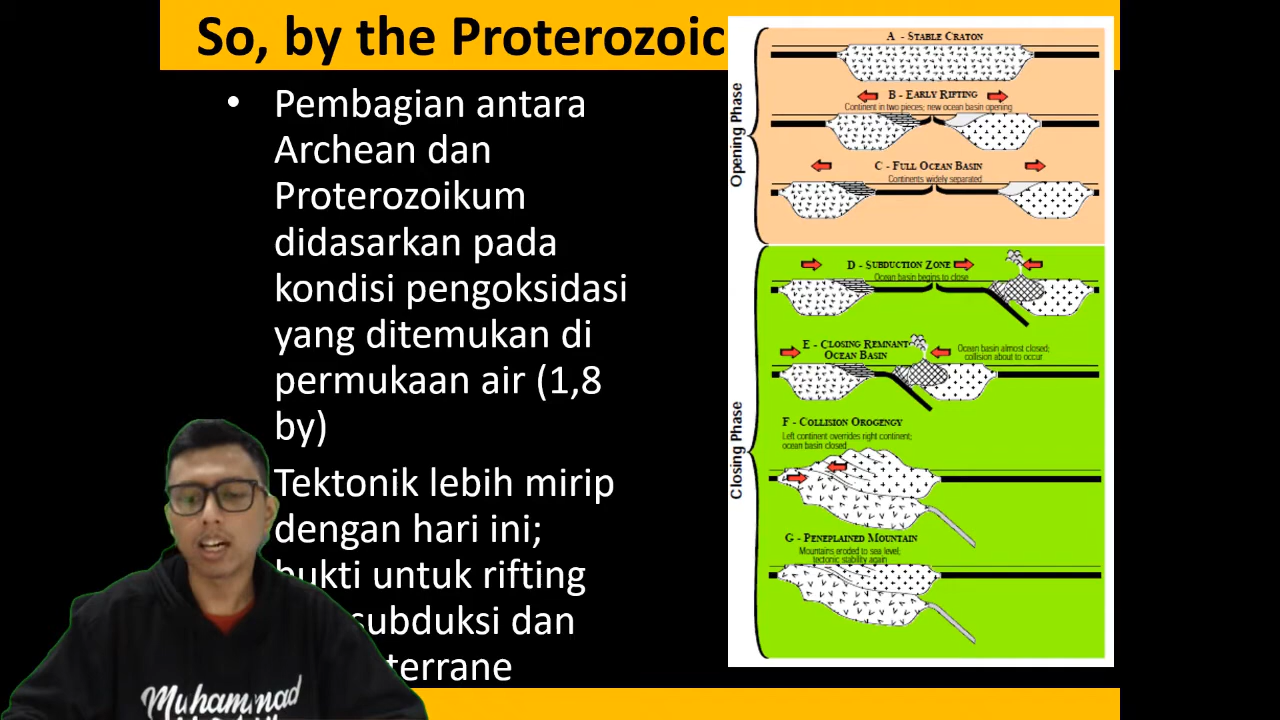 So, by the Proterozoic
Pembagian antara
Archean dan
Proterozoikum
didasarkan pada
kondisi pengoksidasi
yang ditemukan di
permukaan air (1,8
by)
Tektonik lebih mirip
dengan hari ini;
bukti untuk rifting
subduksi dan
terrane
Muhammad
Opening Phase
A - STABLE CRATON
B - EARLY RIFTING
Continent in two pieces; new ocean basin opening
C - FULL OCEAN BASIN
Continents widely separated
Closing Phase
D - SUBDUCTION ZONE
Ocean basin begins to close
E - CLOSING REMNANT
OCEAN BASIN
Ocean basin almost closed;
collision about to occur
F - COLLISION OROGENGY
Left continent overrides right continent;
ocean basin closed
G - PENEPLAINED MOUNTAIN
Mountains eroded to sea level;
tectonic stability again